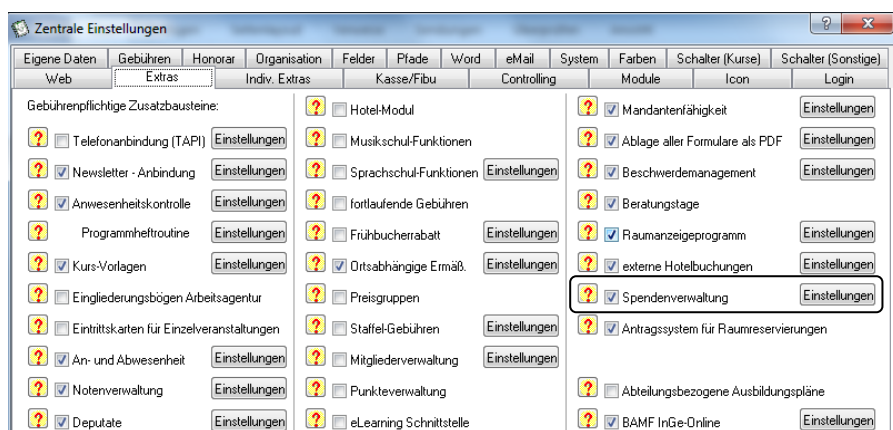 Zentrale Einstellungen
Eigene Daten Gebühren Honorar Organisation Felder Pfade Word eMail System Farben Schalter (Kurse) Schalter (Sonstige)
Web Extras Indiv. Extras Kasse/Fibu Controlling Module Icon Login
Gebührenpflichtige Zusatzbausteine:
Telefonanbindung (TAPI) Einstellungen
Newsletter - Anbindung Einstellungen
Anwesenheitskontrolle Einstellungen
Programmheftroutine Einstellungen
Kurs-Vorlagen Einstellungen
Eingliederungsbögen Arbeitsagentur
Eintrittskarten für Einzelveranstaltungen
An- und Abwesenheit Einstellungen
Notenverwaltung Einstellungen
Deputate Einstellungen
Hotel-Modul
Musikschul-Funktionen
Sprachschul-Funktionen Einstellungen
fortlaufende Gebühren
Frühbucherrabatt Einstellungen
Ortsabhängige Ermäß. Einstellungen
Preisgruppen
Staffel-Gebühren Einstellungen
Mitgliederverwaltung Einstellungen
Punkteverwaltung
eLearning Schnittstelle
Mandantenfähigkeit Einstellungen
Ablage aller Formulare als PDF Einstellungen
Beschwerdemanagement Einstellungen
Beratungstage
Raumanzeigeprogramm Einstellungen
externe Hotelbuchungen Einstellungen
Spendenverwaltung Einstellungen
Antragssystem für Raumreservierungen
Abteilungsbezogene Ausbildungspläne
BAMF InGe-Online Einstellungen